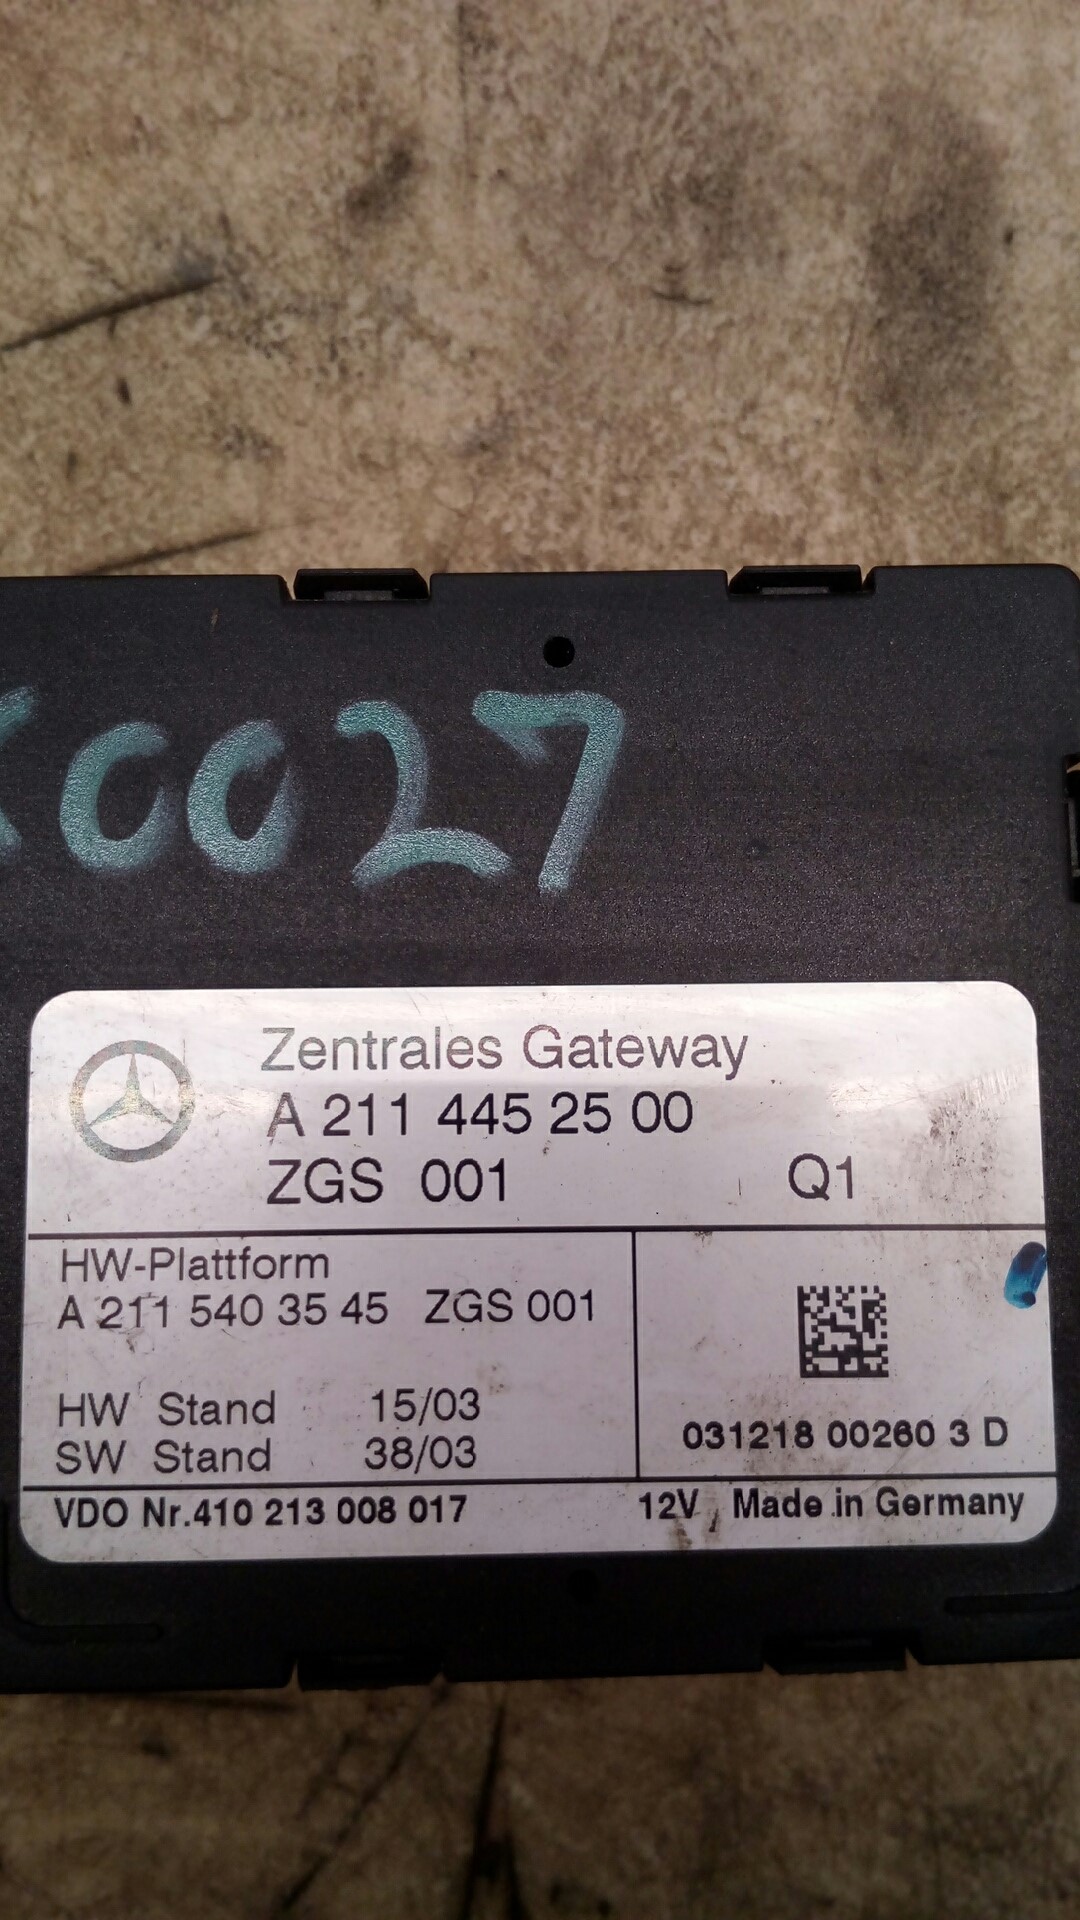 0027
Zentrales Gateway
A 211 445 25 00
ZGS 001 Q1
HW-Plattform
A 211 540 35 45 ZGS 001
HW Stand 15/03
SW Stand 38/03
031218 00260 3 D
VDO Nr.410 213 008 017 12V Made in Germany